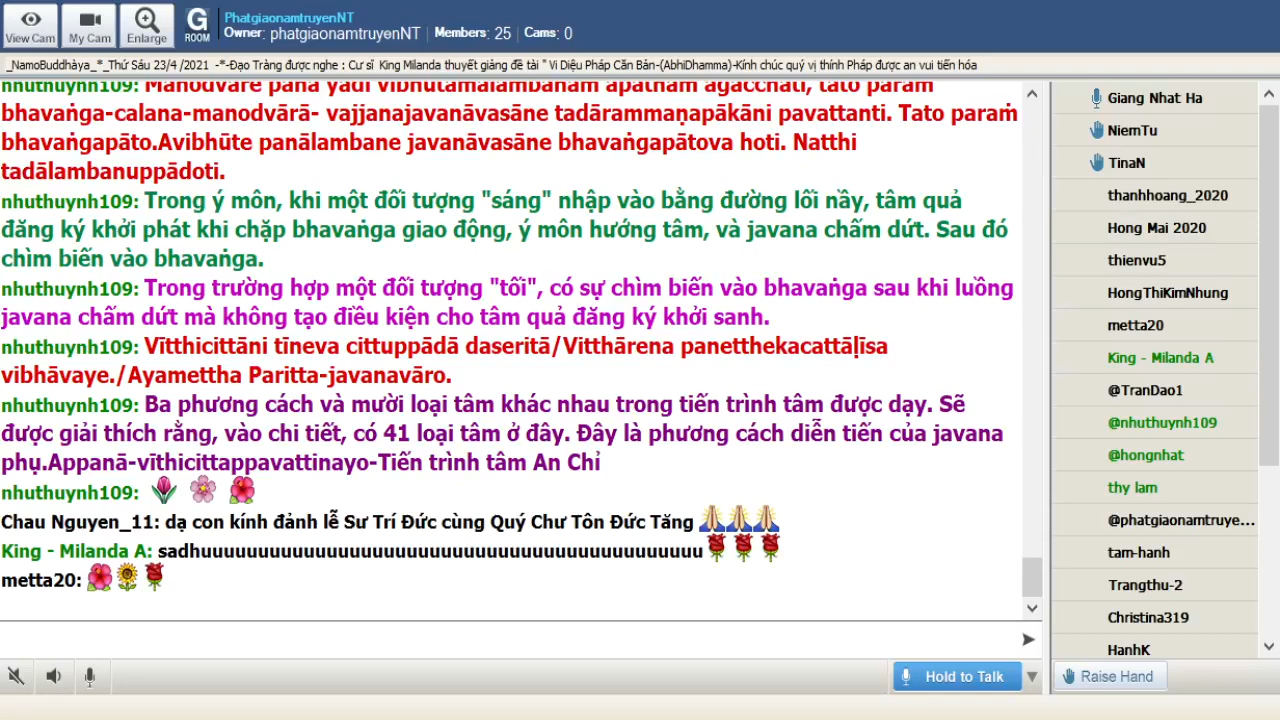 View Cam
My Cam
Enlarge
G
ROOM
PhatgiaonamtruyenNT
Owner: phatgiaonamtruyenNT | Members: 25 | Cams: 0
_NamoBuddhàya_*_Thứ Sáu 23/4 /2021 -*-Đạo Tràng được nghe : Cư sĩ King Milanda thuyết giảng đề tài " Vi Diệu Pháp Căn Bản-(AbhiDhamma)-Kính chúc quý vị thính Pháp được an vui tiến hóa
nhuthuynh109: Manodvāre pana yadi vibhūtamālambanaṁ āpāthaṁ āgacchati, tato paraṁ
bhavaṅga-calana-manodvārā- vajjanajavanāvasāne tadārammaṇapākāni pavattanti. Tato paraṁ
bhavaṅgapāto.Avibhūte panālambane javanāvasāne bhavaṅgapātova hoti. Natthi
tadālambanuppādoti.
nhuthuynh109: Trong ý môn, khi một đối tượng "sáng" nhập vào bằng đường lối nầy, tâm quả
đăng ký khởi phát khi chặp bhavaṅga giao động, ý môn hướng tâm, và javana chấm dứt. Sau đó
chìm biến vào bhavaṅga.
nhuthuynh109: Trong trường hợp một đối tượng "tối", có sự chìm biến vào bhavaṅga sau khi luồng
javana chấm dứt mà không tạo điều kiện cho tâm quả đăng ký khởi sanh.
nhuthuynh109: Vītthicittāni tīneva cittuppādā daseritā/Vitthārena panetthekacattāḷīsa
vibhāvaye./Ayamettha Paritta-javanavāro.
nhuthuynh109: Ba phương cách và mười loại tâm khác nhau trong tiến trình tâm được dạy. Sẽ
được giải thích rằng, vào chi tiết, có 41 loại tâm ở đây. Đây là phương cách diễn tiến của javana
phụ.Appanā-vīthicittappavattinayo-Tiến trình tâm An Chỉ
nhuthuynh109:
Chau Nguyen_11: dạ con kính đảnh lễ Sư Trí Đức cùng Quý Chư Tôn Đức Tăng
King - Milanda A: sadhuuuuuuuuuuuuuuuuuuuuuuuuuuuuuuuuuuuuuuuuuuuu
metta20:
Hold to Talk
Giang Nhat Ha
NiemTu
TinaN
thanhhoang_2020
Hong Mai 2020
thienvu5
HongThiKimNhung
metta20
King - Milanda A
@TranDao1
@nhuthuynh109
@hongnhat
thy lam
@phatgiaonamtruye...
tam-hanh
Trangthu-2
Christina319
HanhK
Raise Hand